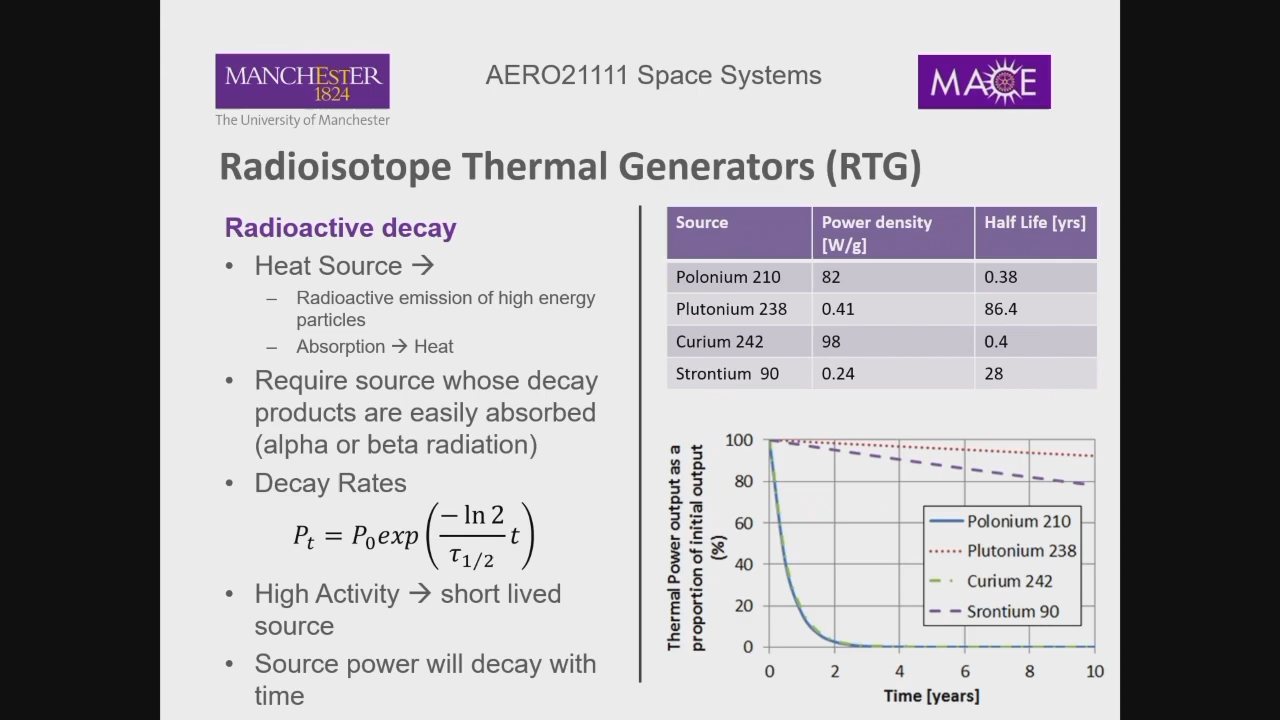 MANCHESTER
1824
The University of Manchester
AERO21111 Space Systems
MACE
Radioisotope Thermal Generators (RTG)
Radioactive decay
• Heat Source →
– Radioactive emission of high energy
particles
– Absorption → Heat
• Require source whose decay
products are easily absorbed
(alpha or beta radiation)
• Decay Rates
P_t = P_0 exp(−ln 2 / τ_1/2 t)
• High Activity → short lived
source
• Source power will decay with
time
Source Power density [W/g] Half Life [yrs]
Polonium 210 82 0.38
Plutonium 238 0.41 86.4
Curium 242 98 0.4
Strontium 90 0.24 28
Thermal Power output as a
proportion of initial output
(%)
100
80
60
40
20
0
Polonium 210
Plutonium 238
Curium 242
Srontium 90
0 2 4 6 8 10
Time [years]